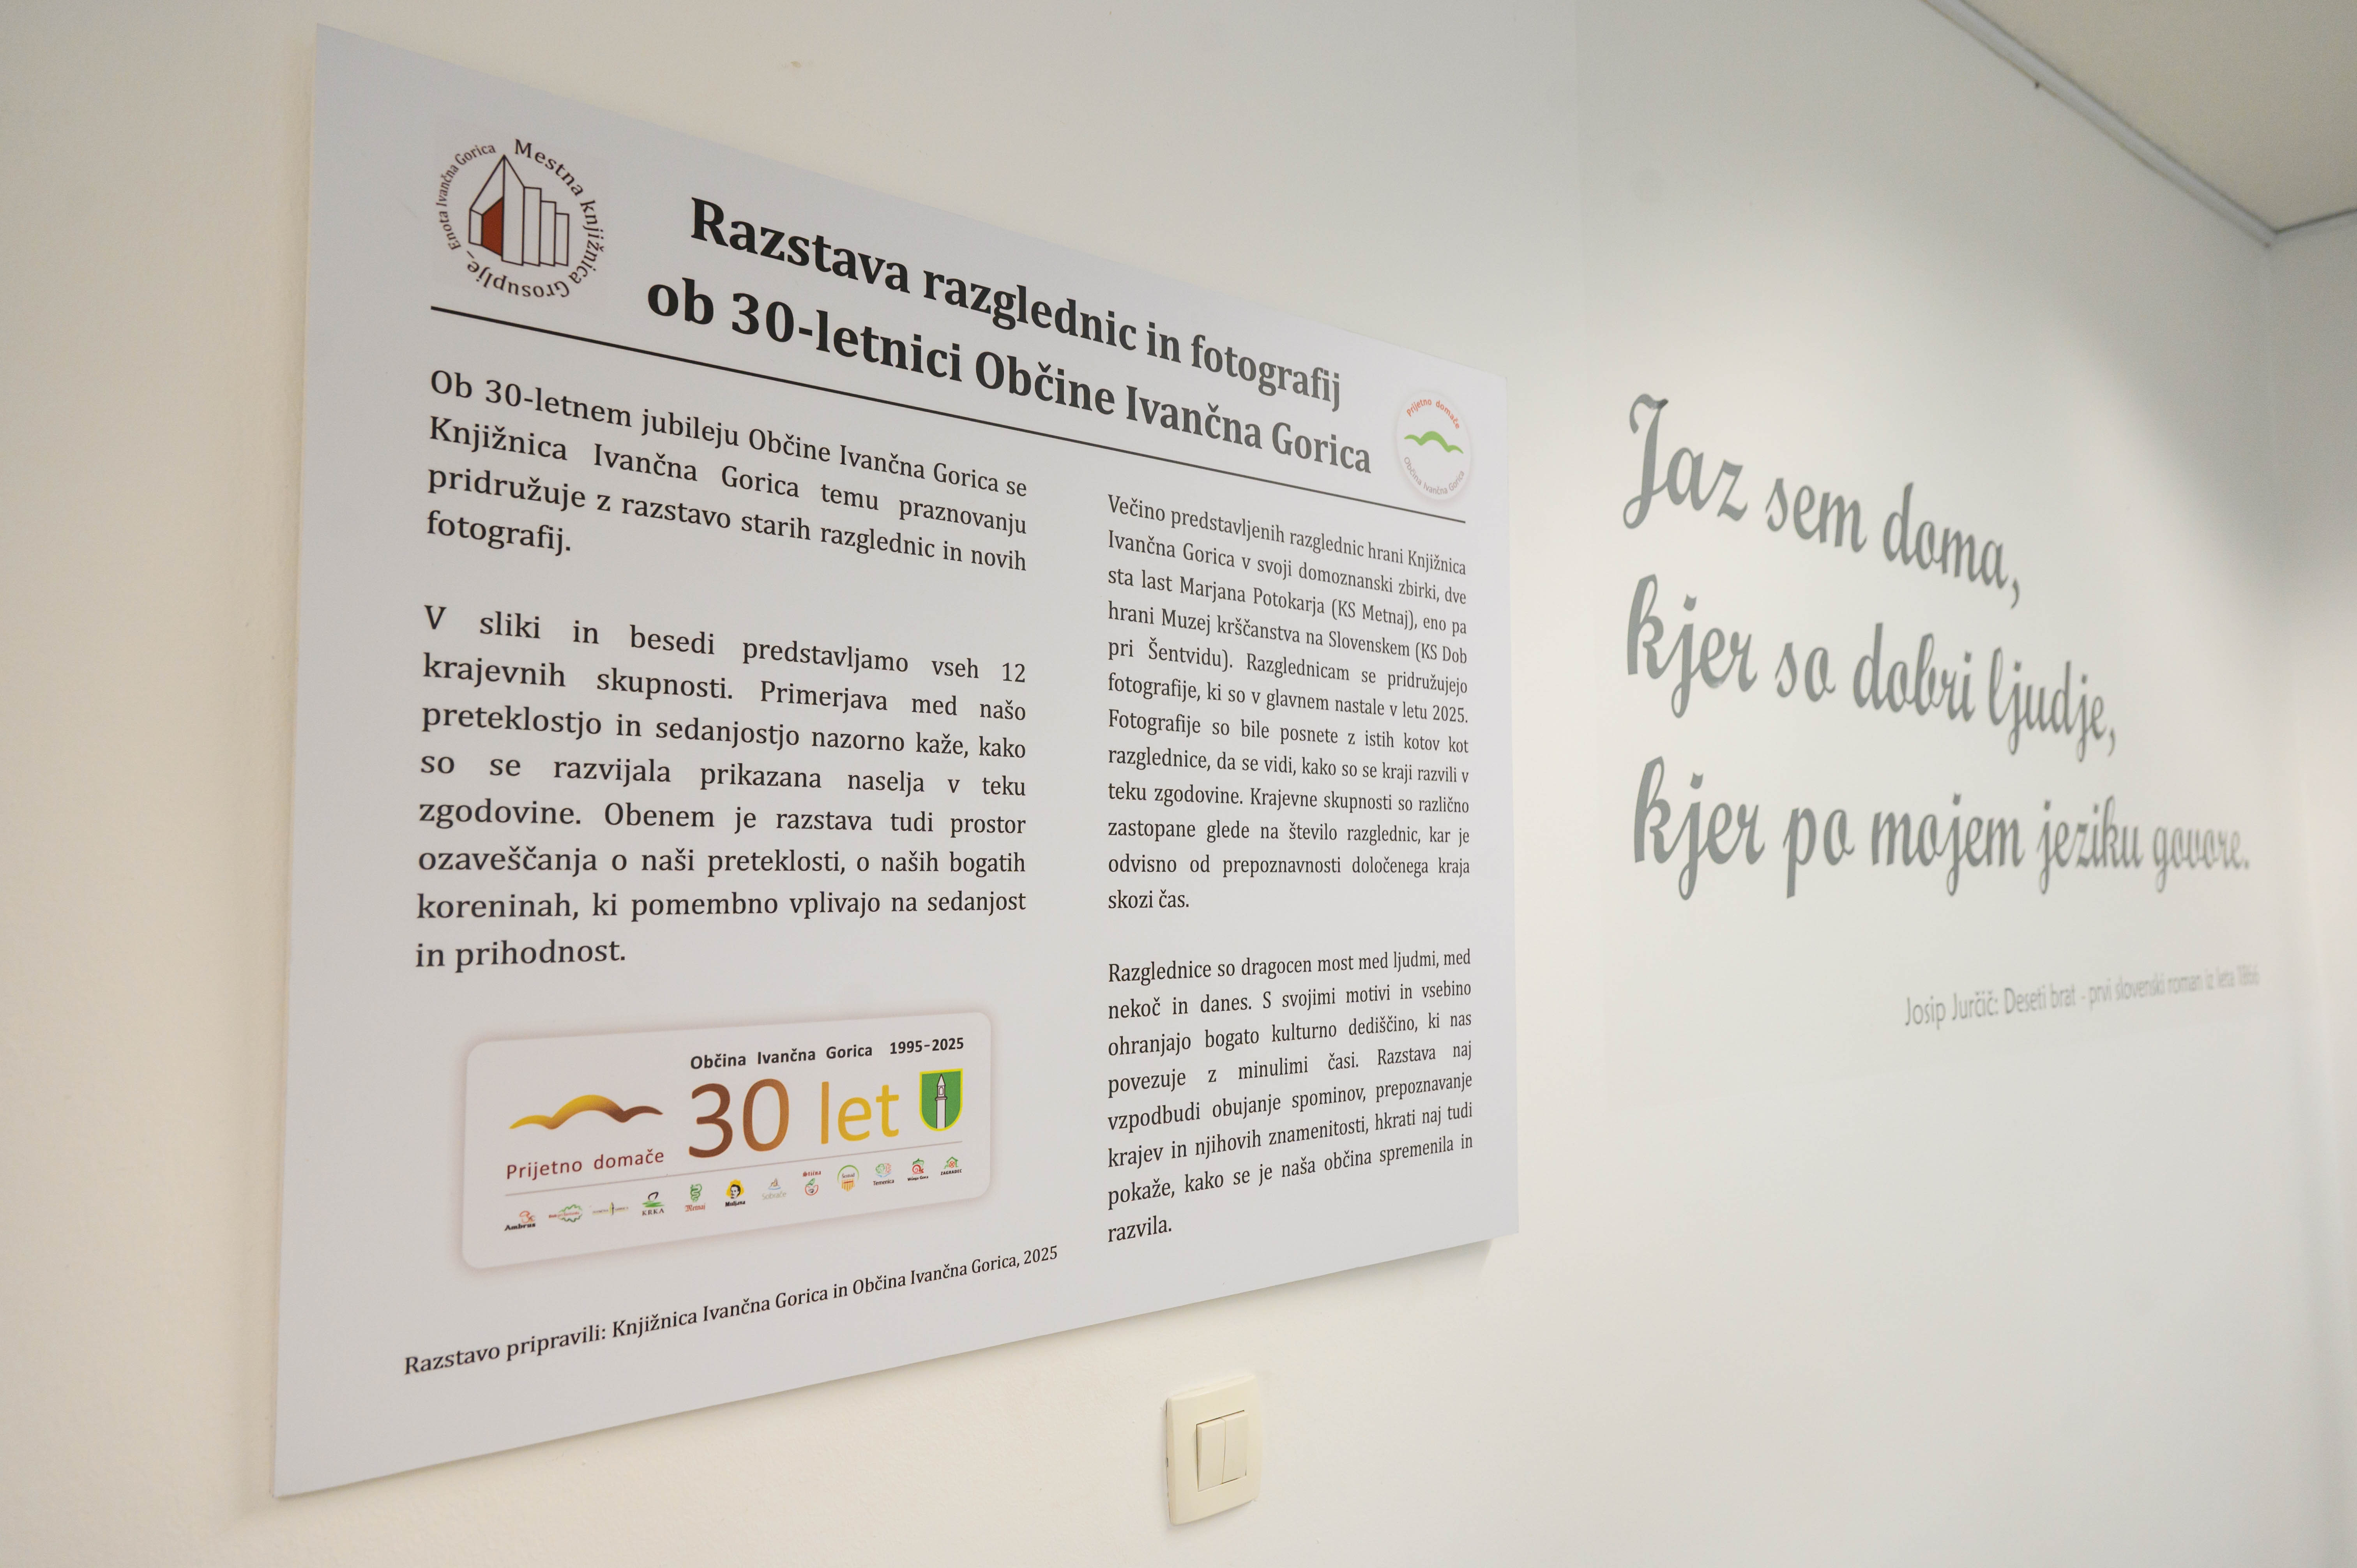 Mestna knjižnica Grosuplje - Enota Ivančna Gorica
Razstava razglednic in fotografij
ob 30-letnici Občine Ivančna Gorica
Prijetno domače
Občina Ivančna Gorica
Ob 30-letnem jubileju Občine Ivančna Gorica se
Knjižnica Ivančna Gorica temu praznovanju
pridružuje z razstavo starih razglednic in novih
fotografij.
V sliki in besedi predstavljamo vseh 12
krajevnih skupnosti. Primerjava med našo
preteklostjo in sedanjostjo nazorno kaže, kako
so se razvijala prikazana naselja v teku
zgodovine. Obenem je razstava tudi prostor
ozaveščanja o naši preteklosti, o naših bogatih
koreninah, ki pomembno vplivajo na sedanjost
in prihodnost.
Občina Ivančna Gorica 1995-2025
30 let
Prijetno domače
Ambrus
KRKA
Metnaj
Muljava
Sobrače
Stična
Temenica
Višnja Gora
ZAGRADEC
Razstavo pripravili: Knjižnica Ivančna Gorica in Občina Ivančna Gorica, 2025
Večino predstavljenih razglednic hrani Knjižnica
Ivančna Gorica v svoji domoznanski zbirki, dve
sta last Marjana Potokarja (KS Metnaj), eno pa
hrani Muzej krščanstva na Slovenskem (KS Dob
pri Šentvidu). Razglednicam se pridružujejo
fotografije, ki so v glavnem nastale v letu 2025.
Fotografije so bile posnete z istih kotov kot
razglednice, da se vidi, kako so se kraji razvili v
teku zgodovine. Krajevne skupnosti so različno
zastopane glede na število razglednic, kar je
odvisno od prepoznavnosti določenega kraja
skozi čas.
Razglednice so dragocen most med ljudmi, med
nekoč in danes. S svojimi motivi in vsebino
ohranjajo bogato kulturno dediščino, ki nas
povezuje z minulimi časi. Razstava naj
vzpodbudi obujanje spominov, prepoznavanje
krajev in njihovih znamenitosti, hkrati naj tudi
pokaže, kako se je naša občina spremenila in
razvila.
Jaz sem doma,
kjer so dobri ljudje,
kjer po mojem jeziku govore.
Josip Jurčič: Deseti brat - prvi slovenski roman iz leta 1866